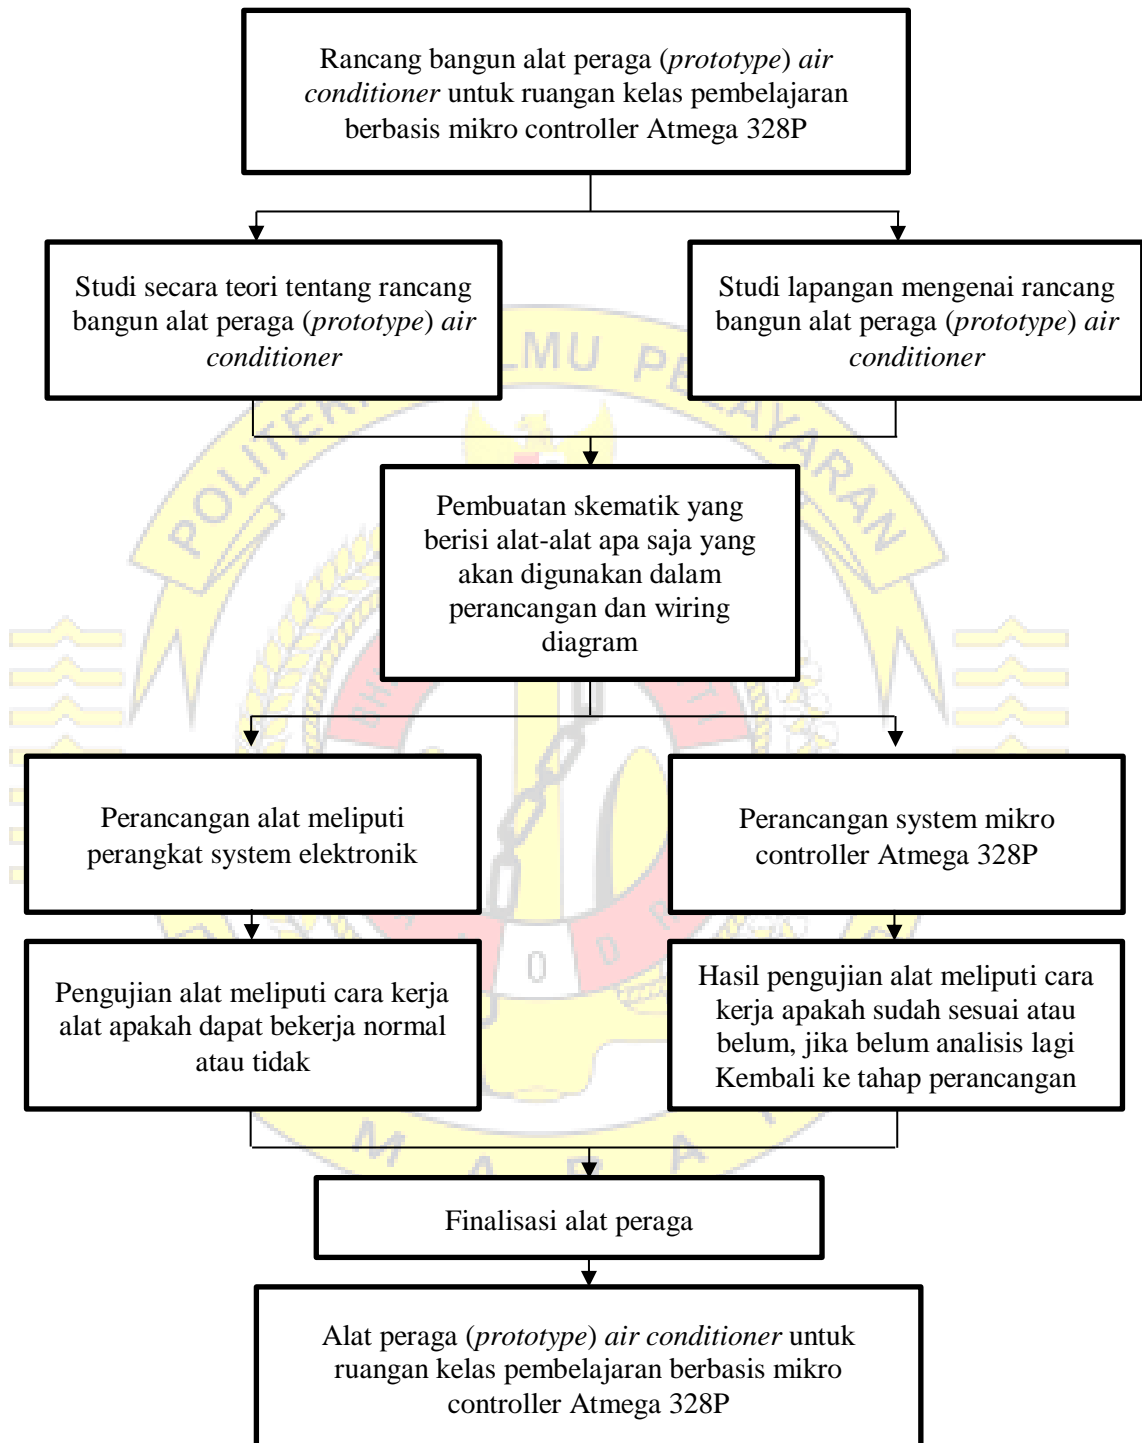 Rancang bangun alat peraga (prototype) air
conditioner untuk ruangan kelas pembelajaran
berbasis mikro controller Atmega 328P
Studi secara teori tentang rancang
bangun alat peraga (prototype) air
conditioner
Studi lapangan mengenai rancang
bangun alat peraga (prototype) air
conditioner
LMU PELAYARAN
POLITEK
Pembuatan skematik yang
berisi alat-alat apa saja yang
akan digunakan dalam
perancangan dan wiring
diagram
Perancangan alat meliputi
perangkat system elektronik
Perancangan system mikro
controller Atmega 328P
Pengujian alat meliputi cara kerja
alat apakah dapat bekerja normal
atau tidak
Hasil pengujian alat meliputi cara
kerja apakah sudah sesuai atau
belum, jika belum analisis lagi
Kembali ke tahap perancangan
Finalisasi alat peraga
Alat peraga (prototype) air conditioner untuk
ruangan kelas pembelajaran berbasis mikro
controller Atmega 328P